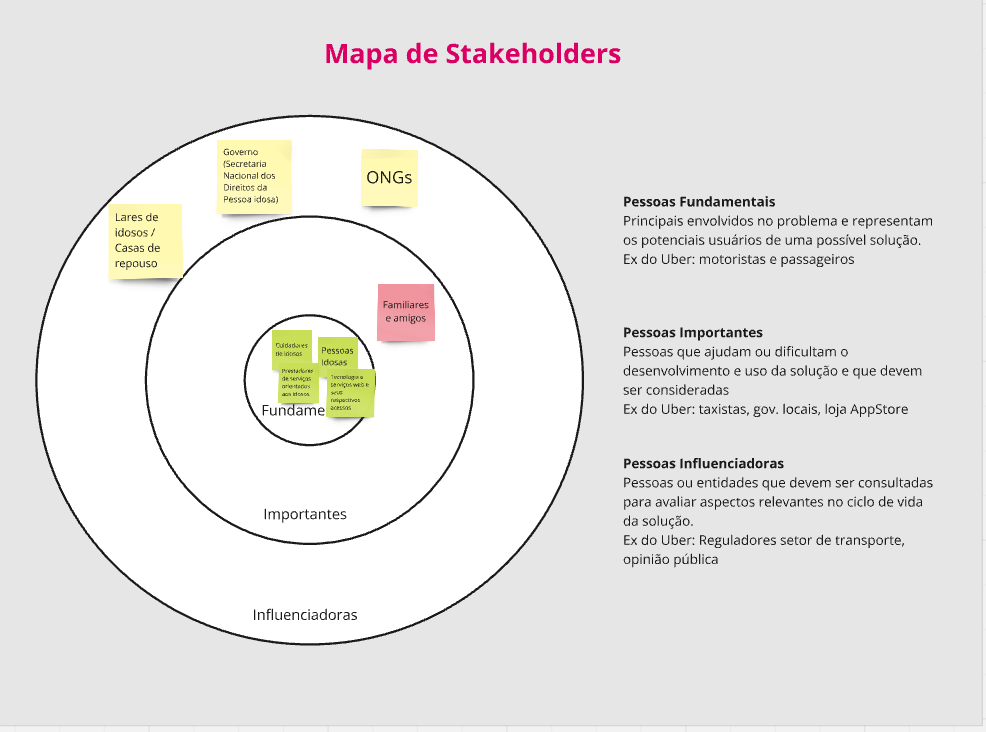 Mapa de Stakeholders
Governo
(Secretaria
Nacional dos
Direitos da
Pessoa idosa)
ONGs
Lares de
idosos /
Casas de
repouso
Familiares
e amigos
Cuidadores
de idosos
Pessoas
idosas
Prestadores
de serviços
orientados
aos idosos
Tecnologia e
serviços web e
seus
respectivos
acessos
Fundame
Importantes
Influenciadoras
Pessoas Fundamentais
Principais envolvidos no problema e representam
os potenciais usuários de uma possível solução.
Ex do Uber: motoristas e passageiros
Pessoas Importantes
Pessoas que ajudam ou dificultam o
desenvolvimento e uso da solução e que devem
ser consideradas
Ex do Uber: taxistas, gov. locais, loja AppStore
Pessoas Influenciadoras
Pessoas ou entidades que devem ser consultadas
para avaliar aspectos relevantes no ciclo de vida
da solução.
Ex do Uber: Reguladores setor de transporte,
opinião pública